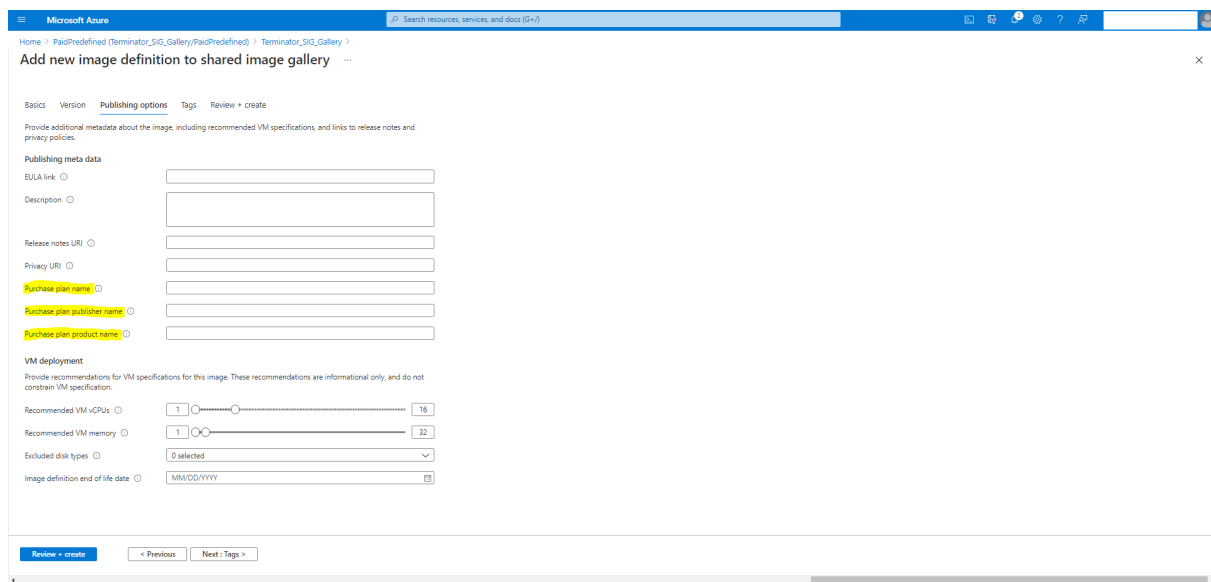 Microsoft Azure
Search resources, services, and docs (G+/)
2
Home > PaidPredefined (Terminator_SIG_Gallery/PaidPredefined) > Terminator_SIG_Gallery >
Add new image definition to shared image gallery ...
Basics Version Publishing options Tags Review + create
Provide additional metadata about the image, including recommended VM specifications, and links to release notes and
privacy policies.
Publishing meta data
EULA link
Description
Release notes URI
Privacy URI
Purchase plan name
Purchase plan publisher name
Purchase plan product name
VM deployment
Provide recommendations for VM specifications for this image. These recommendations are informational only, and do not
constrain VM specification.
Recommended VM vCPUs 1 16
Recommended VM memory 1 32
Excluded disk types 0 selected
Image definition end of life date MM/DD/YYYY
Review + create < Previous Next : Tags >